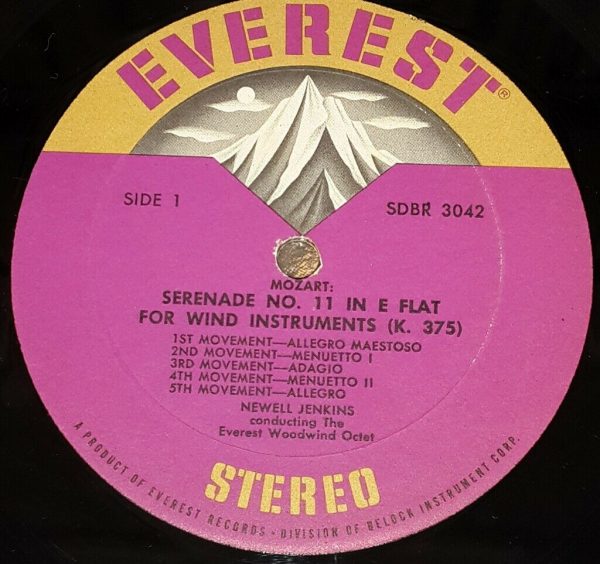 EVEREST®
SIDE 1
SDBR 3042
MOZART:
SERENADE NO. 11 IN E FLAT
FOR WIND INSTRUMENTS (K. 375)
1ST MOVEMENT—ALLEGRO MAESTOSO
2ND MOVEMENT—MENUETTO I
3RD MOVEMENT—ADAGIO
4TH MOVEMENT—MENUETTO II
5TH MOVEMENT—ALLEGRO
NEWELL JENKINS
conducting The
Everest Woodwind Octet
STEREO
A PRODUCT OF EVEREST RECORDS • DIVISION OF BELOCK INSTRUMENT CORP.